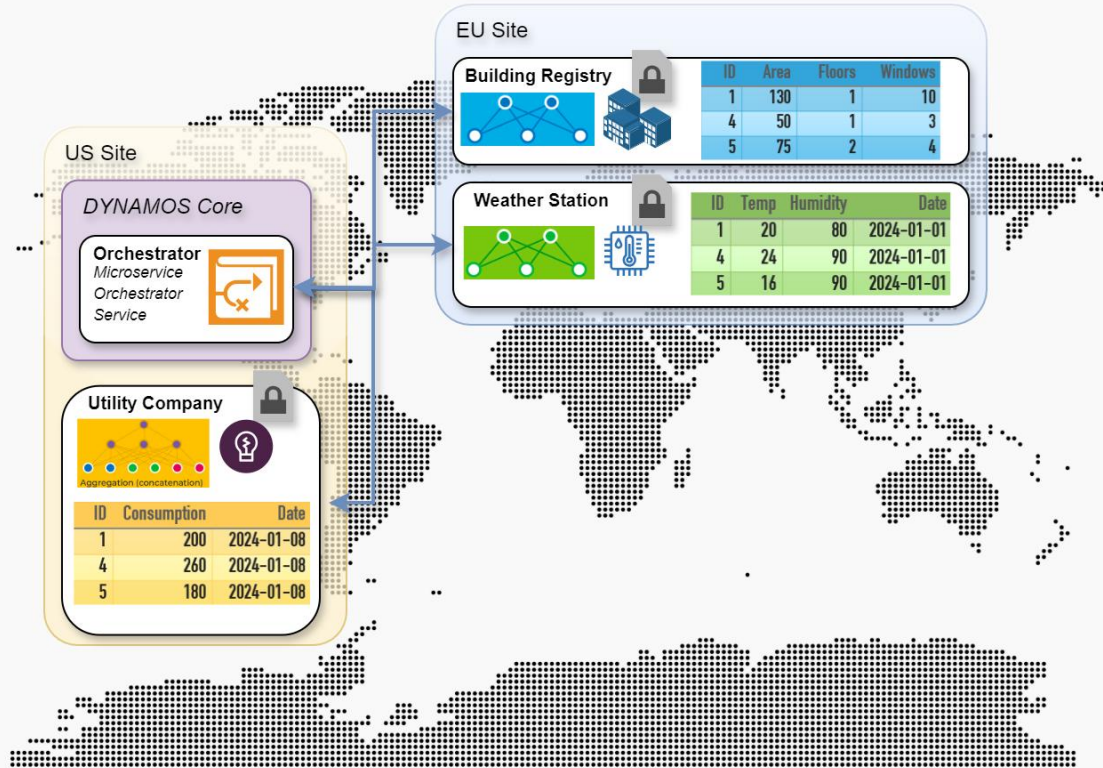 EU Site
Building Registry
ID Area Floors Windows
1 130 1 10
4 50 1 3
5 75 2 4
Weather Station
ID Temp Humidity Date
1 20 80 2024-01-01
4 24 90 2024-01-01
5 16 90 2024-01-01
US Site
DYNAMOS Core
Orchestrator
Microservice
Orchestrator
Service
Utility Company
Aggregation (concatenation)
ID Consumption Date
1 200 2024-01-08
4 260 2024-01-08
5 180 2024-01-08